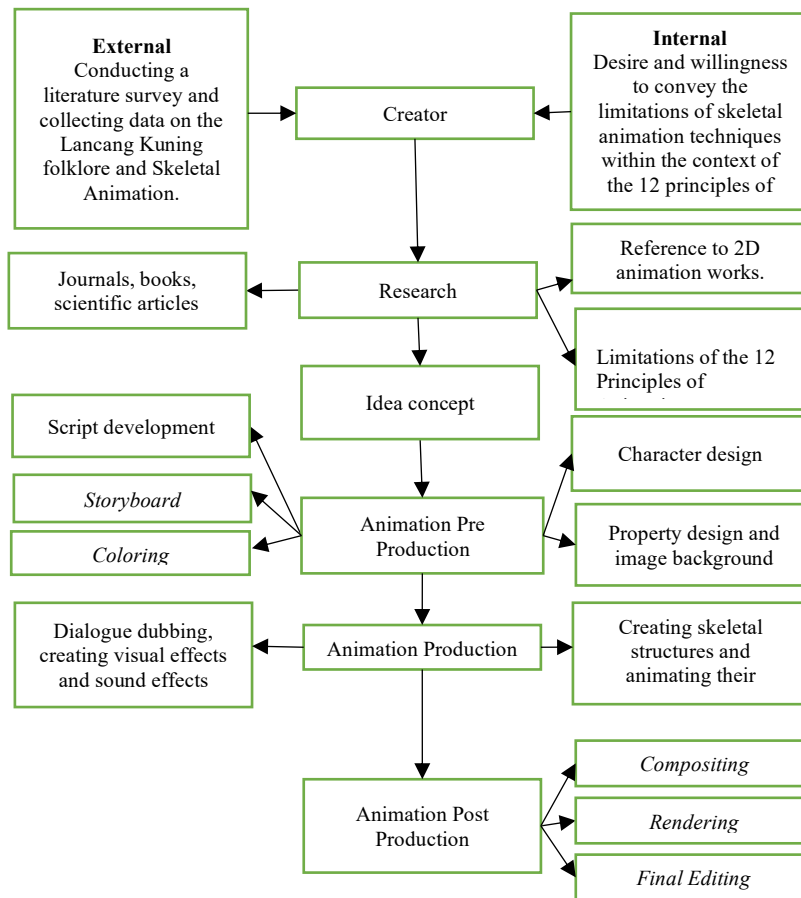 External
Conducting a
literature survey and
collecting data on the
Lancang Kuning
folklore and Skeletal
Animation.
Creator
Internal
Desire and willingness
to convey the
limitations of skeletal
animation techniques
within the context of
the 12 principles of
Journals, books,
scientific articles
Research
Reference to 2D
animation works.
Limitations of the 12
Principles of
Idea concept
Script development
Storyboard
Coloring
Animation Pre
Production
Character design
Property design and
image background
Dialogue dubbing,
creating visual effects
and sound effects
Animation Production
Creating skeletal
structures and
animating their
Animation Post
Production
Compositing
Rendering
Final Editing